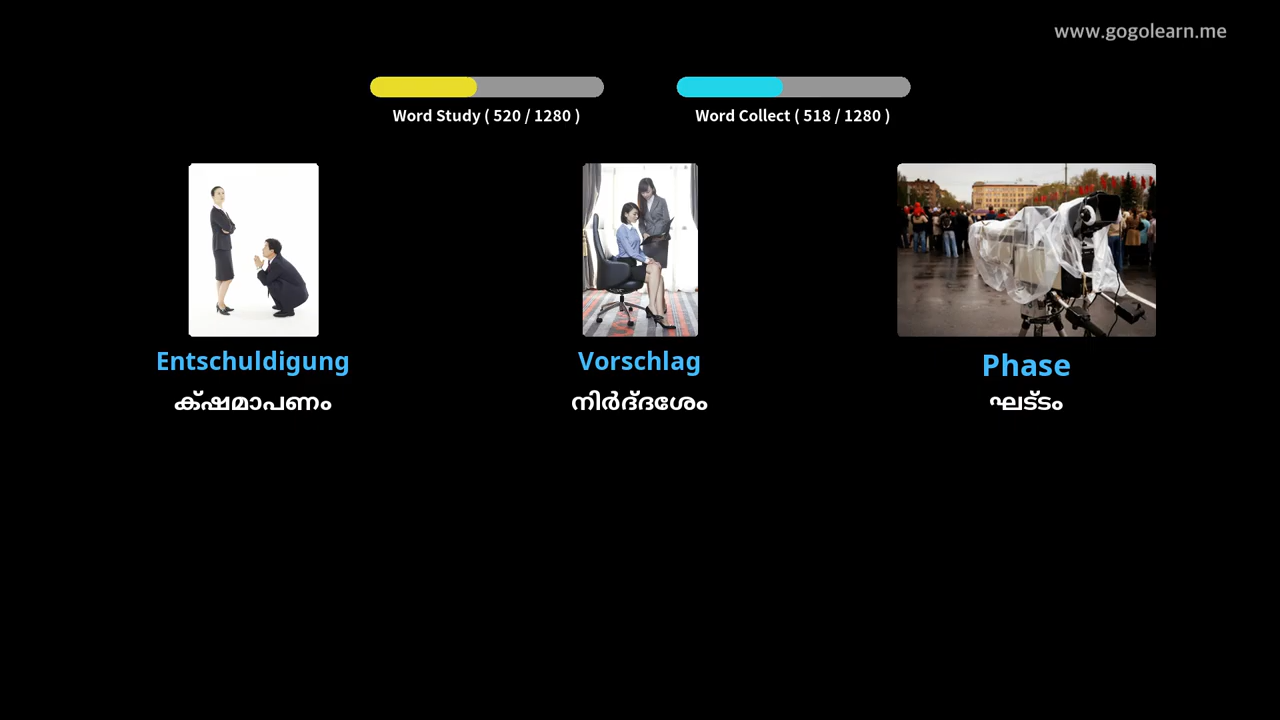 www.gogolearn.me
Word Study ( 520 / 1280 )
Word Collect ( 518 / 1280 )
Entschuldigung
Vorschlag
Phase
ക്ഷമാപണം
നിർദ്ദേശം
ഘട്ടം